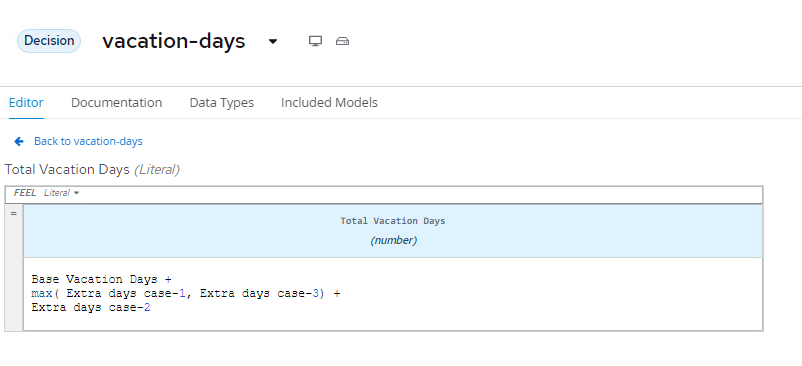 Decision vacation-days
Editor Documentation Data Types Included Models
Back to vacation-days
Total Vacation Days (Literal)
FEEL Literal
=
Total Vacation Days
(number)
Base Vacation Days +
max( Extra days case-1, Extra days case-3) +
Extra days case-2